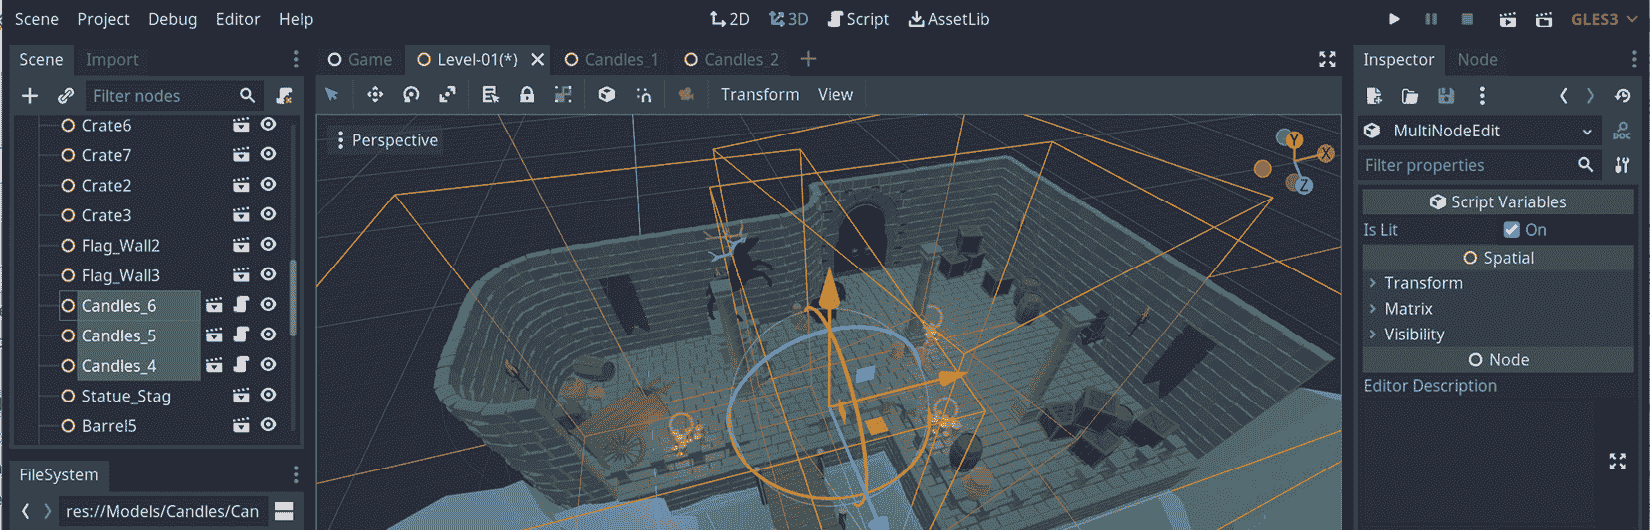 Scene Project Debug Editor Help 2D 3D Script AssetLib GLES3
Scene Import Game Level-01(*) Candles_1 Candles_2 Inspector Node
Filter nodes Transform View
Crate6
Crate7
Crate2
Crate3
Flag_Wall2
Flag_Wall3
Candles_6
Candles_5
Candles_4
Statue_Stag
Barrel5
FileSystem
res://Models/Candles/Can
Perspective
Y
X
Z
MultiNodeEdit
DOC
Filter properties
Script Variables
Is Lit On
Spatial
Transform
Matrix
Visibility
Node
Editor Description